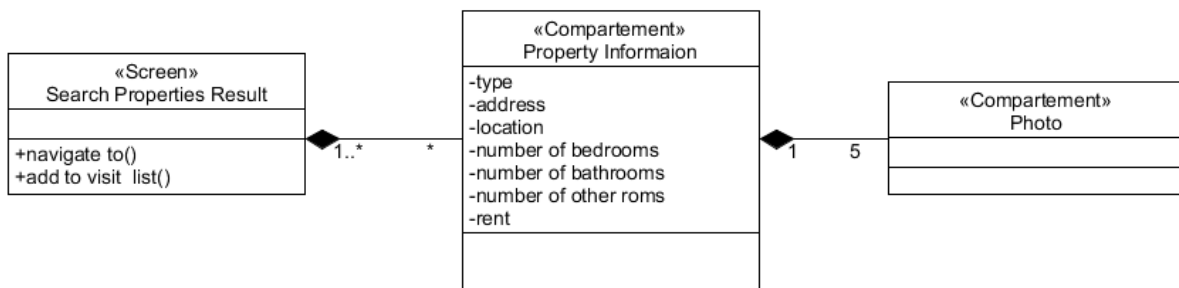 «Screen»
Search Properties Result
+navigate to()
+add to visit list()
1..*
*
«Compartement»
Property Informaion
-type
-address
-location
-number of bedrooms
-number of bathrooms
-number of other roms
-rent
1
5
«Compartement»
Photo